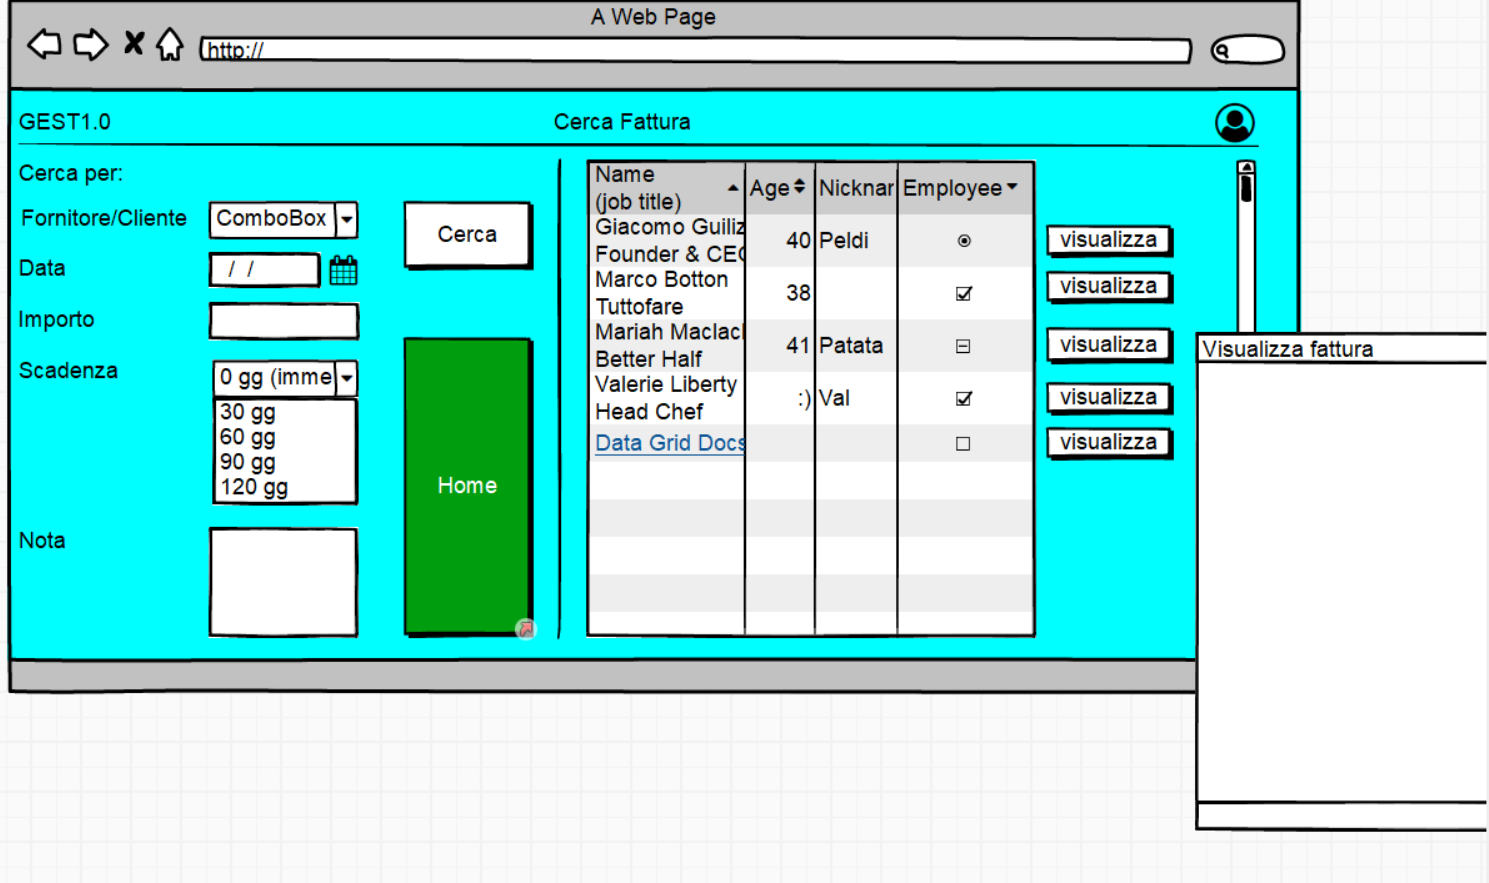 A Web Page
http://
GEST1.0
Cerca Fattura
Cerca per:
Fornitore/Cliente
ComboBox
Cerca
Data
/ /
Importo
Scadenza
0 gg (imme
30 gg
60 gg
90 gg
120 gg
Home
Nota
Name
(job title)
Age
Nicknar
Employee
Giacomo Guiliz
Founder & CEO
40
Peldi
visualizza
Marco Botton
Tuttofare
38
visualizza
Mariah Maclacl
Better Half
41
Patata
visualizza
Valerie Liberty
Head Chef
:)
Val
visualizza
Data Grid Docs
visualizza
Visualizza fattura